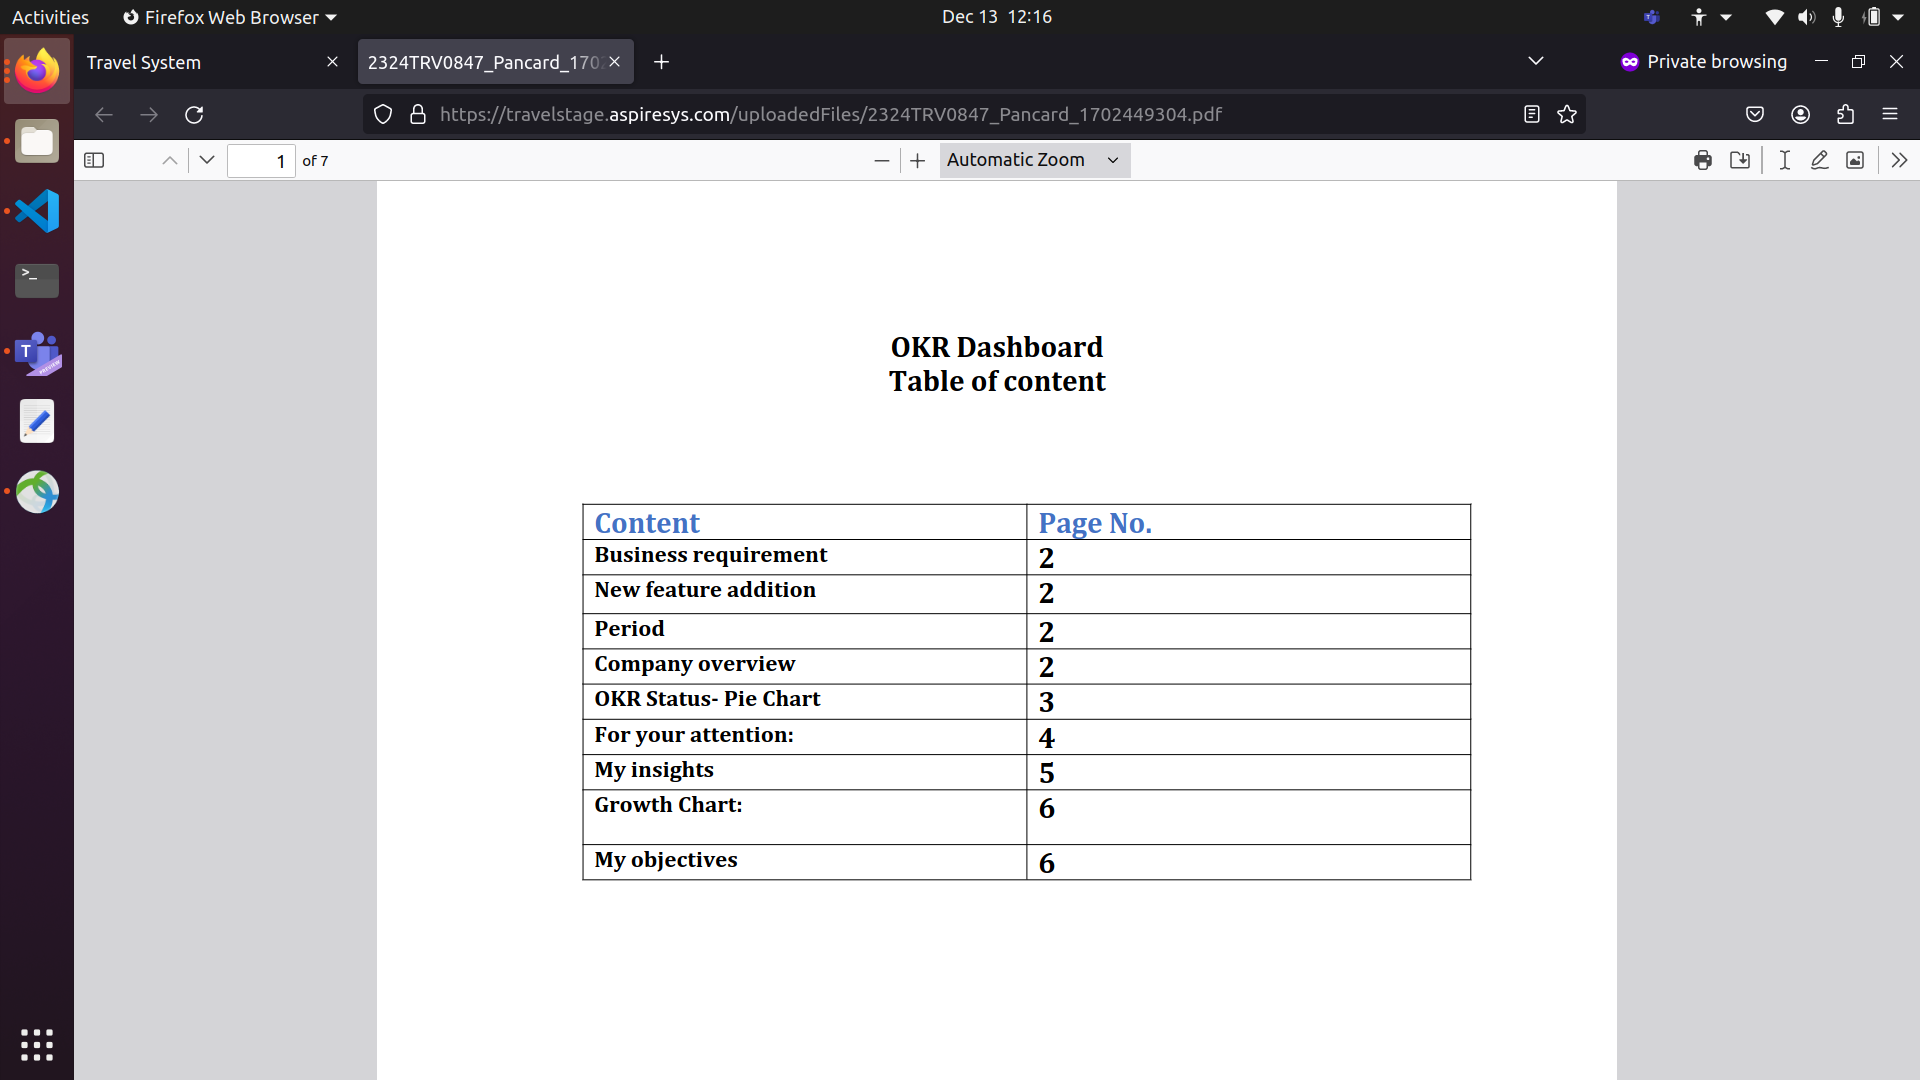 Activities Firefox Web Browser Dec 13 12:16
Travel System 2324TRV0847_Pancard_170 Private browsing
https://travelstage.aspiresys.com/uploadedFiles/2324TRV0847_Pancard_1702449304.pdf
1 of 7 Automatic Zoom
OKR Dashboard
Table of content
Content Page No.
Business requirement 2
New feature addition 2
Period 2
Company overview 2
OKR Status- Pie Chart 3
For your attention: 4
My insights 5
Growth Chart: 6
My objectives 6